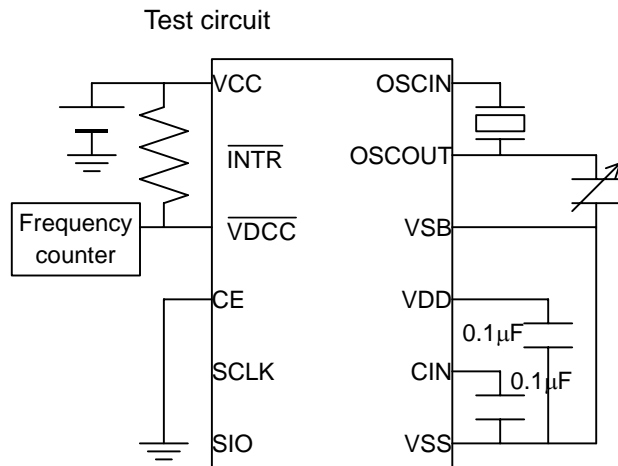 Test circuit
VCC
OSCIN
INTR
OSCOUT
Frequency
counter
VDCC
VSB
CE
VDD
0.1μF
SCLK
CIN
0.1μF
SIO
VSS